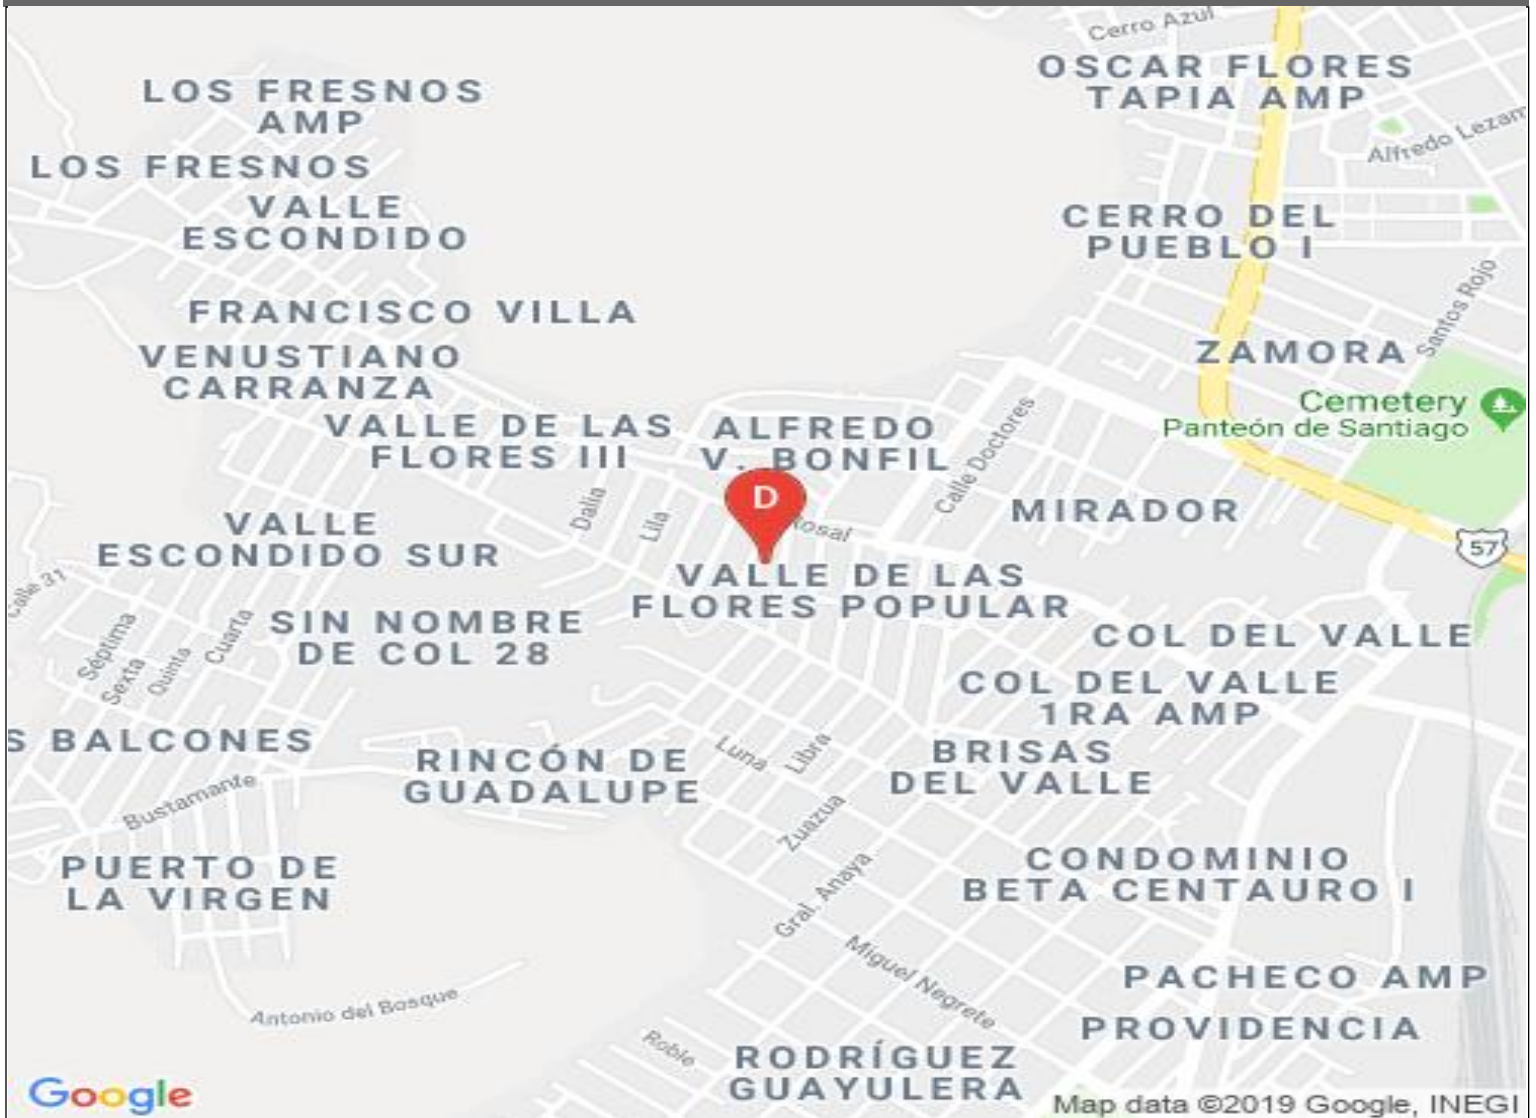 Cerro Azul
OSCAR FLORES
TAPIA AMP
LOS FRESNOS
AMP
Alfredo Lezam
LOS FRESNOS
VALLE
ESCONDIDO
CERRO DEL
PUEBLO I
Santos Rojo
FRANCISCO VILLA
VENUSTIANO
CARRANZA
ZAMORA
Cemetery
Panteón de Santiago
VALLE DE LAS
FLORES III
ALFREDO
V. BONFIL
Calle Doctores
D
Dalia
Lila
Rosal
MIRADOR
57
VALLE
ESCONDIDO SUR
VALLE DE LAS
FLORES POPULAR
Calle 31
Séptima
Sexta
Quinta
Cuarta
SIN NOMBRE
DE COL 28
COL DEL VALLE
COL DEL VALLE
1RA AMP
S BALCONES
RINCÓN DE
GUADALUPE
Luna
Libra
BRISAS
DEL VALLE
Bustamante
Zuazua
PUERTO DE
LA VIRGEN
Gral. Anaya
CONDOMINIO
BETA CENTAURO I
Miguel Negrete
PACHECO AMP
Antonio del Bosque
PROVIDENCIA
Roble
RODRÍGUEZ
GUAYULERA
Google
Map data ©2019 Google, INEGI